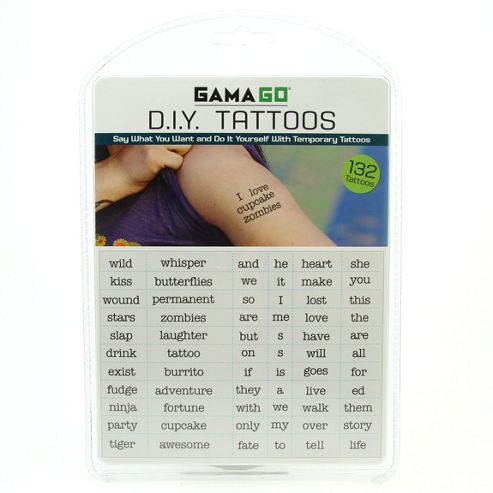 GAMAGO®
D.I.Y. TATTOOS
Say What You Want and Do It Yourself With Temporary Tattoos
132
Tattoos
I love
cupcake
zombies
wild whisper and he heart she
kiss butterflies we it make you
wound permanent so I lost this
stars zombies are me love the
slap laughter but s have are
drink tattoo on s will all
exist burrito if is goes for
fudge adventure they a live ed
ninja fortune with we walk them
party cupcake only my over story
tiger awesome fate to tell life